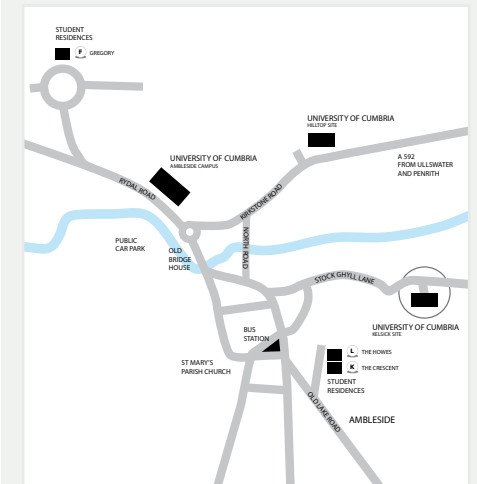 STUDENT
RESIDENCES
F GREGORY
UNIVERSITY OF CUMBRIA
HILLTOP SITE
UNIVERSITY OF CUMBRIA
AMBLESIDE CAMPUS
A 592
FROM ULLSWATER
AND PENRITH
RYDAL ROAD
KIRKSTONE ROAD
PUBLIC
CAR PARK
OLD
BRIDGE
HOUSE
NORTH ROAD
STOCK GHYLL LANE
UNIVERSITY OF CUMBRIA
KELSICK SITE
BUS
STATION
ST MARY'S
PARISH CHURCH
L THE HOWES
K THE CRESCENT
STUDENT
RESIDENCES
OLD LAKE ROAD
AMBLESIDE